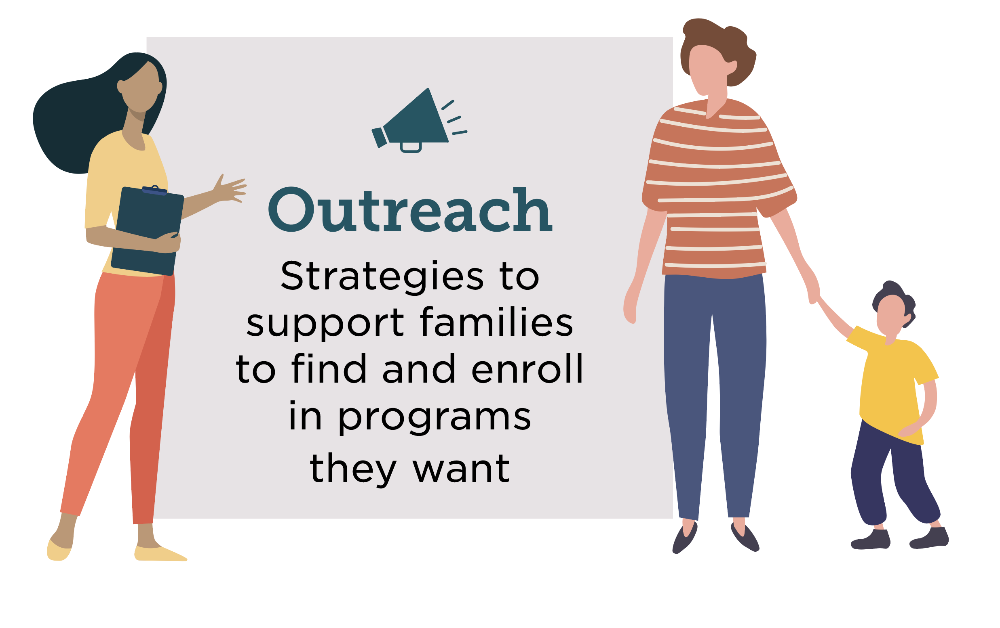 Outreach
Strategies to
support families
to find and enroll
in programs
they want